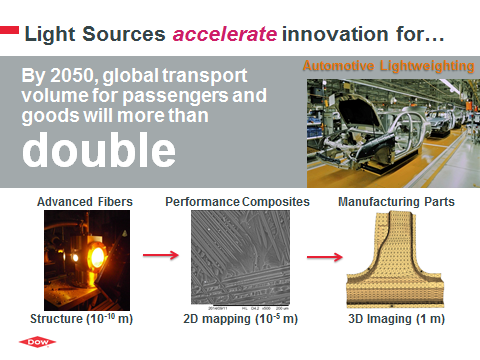 Light Sources accelerate innovation for…
Automotive Lightweighting
By 2050, global transport
volume for passengers and
goods will more than
double
Advanced Fibers
Performance Composites
Manufacturing Parts
Structure (10⁻¹⁰ m)
2D mapping (10⁻⁵ m)
3D Imaging (1 m)
DOW